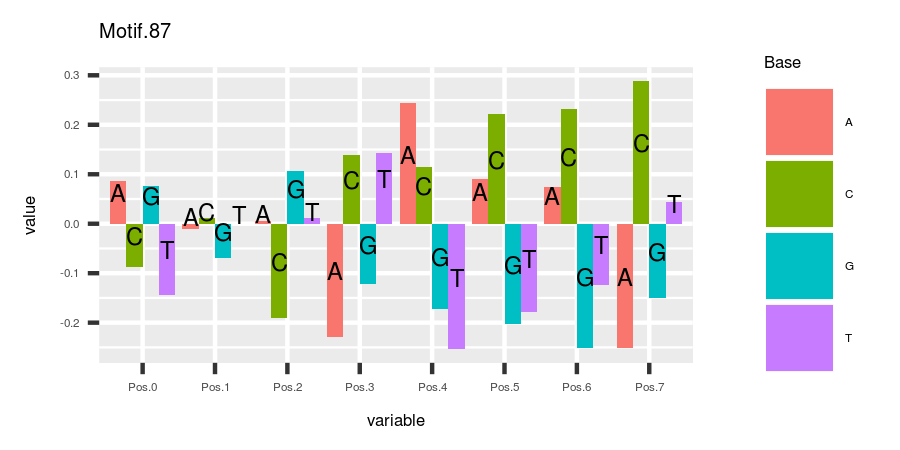 Motif.87
value
0.3
0.2
0.1
0.0
-0.1
-0.2
A C G T
A C G T
A C G T
A C G T
A C G T
A C G T
A C G T
A C G T
Pos.0 Pos.1 Pos.2 Pos.3 Pos.4 Pos.5 Pos.6 Pos.7
variable
Base
A
C
G
T